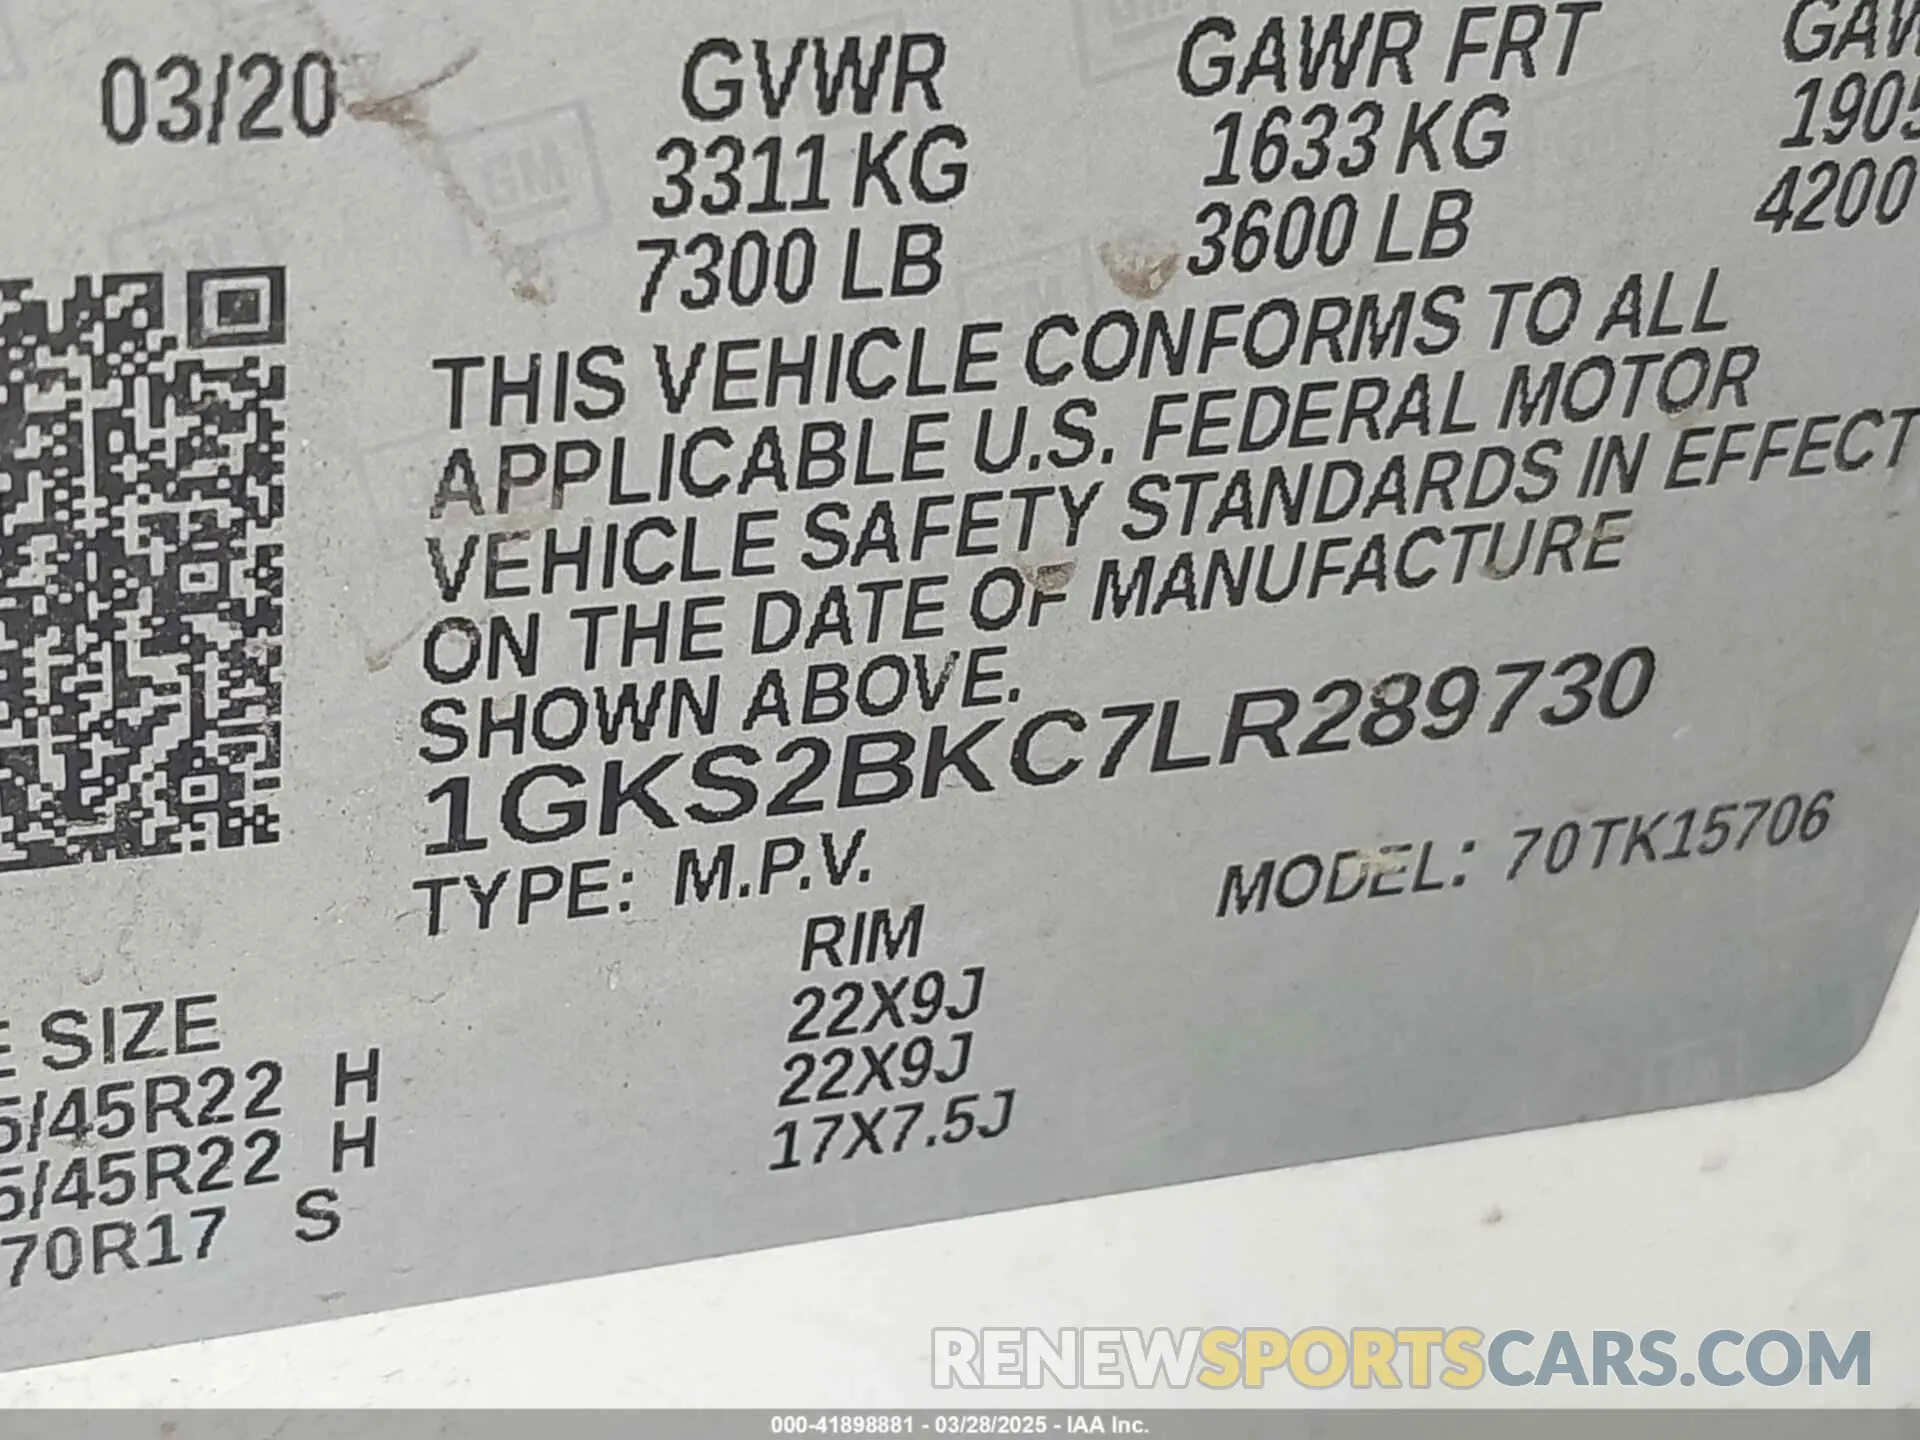 03/20 GVWR GAWR FRT
3311 KG 1633 KG 1905
7300 LB 3600 LB 4200
THIS VEHICLE CONFORMS TO ALL
APPLICABLE U.S. FEDERAL MOTOR
VEHICLE SAFETY STANDARDS IN EFFECT
ON THE DATE OF MANUFACTURE
SHOWN ABOVE.
1GKS2BKC7LR289730
TYPE: M.P.V. MODEL: 70TK15706
SIZE RIM
5/45R22 H 22X9J
5/45R22 H 22X9J
70R17 S 17X7.5J
RENEWSPORTSCARS.COM
000-41898881 - 03/28/2025 - IAA Inc.